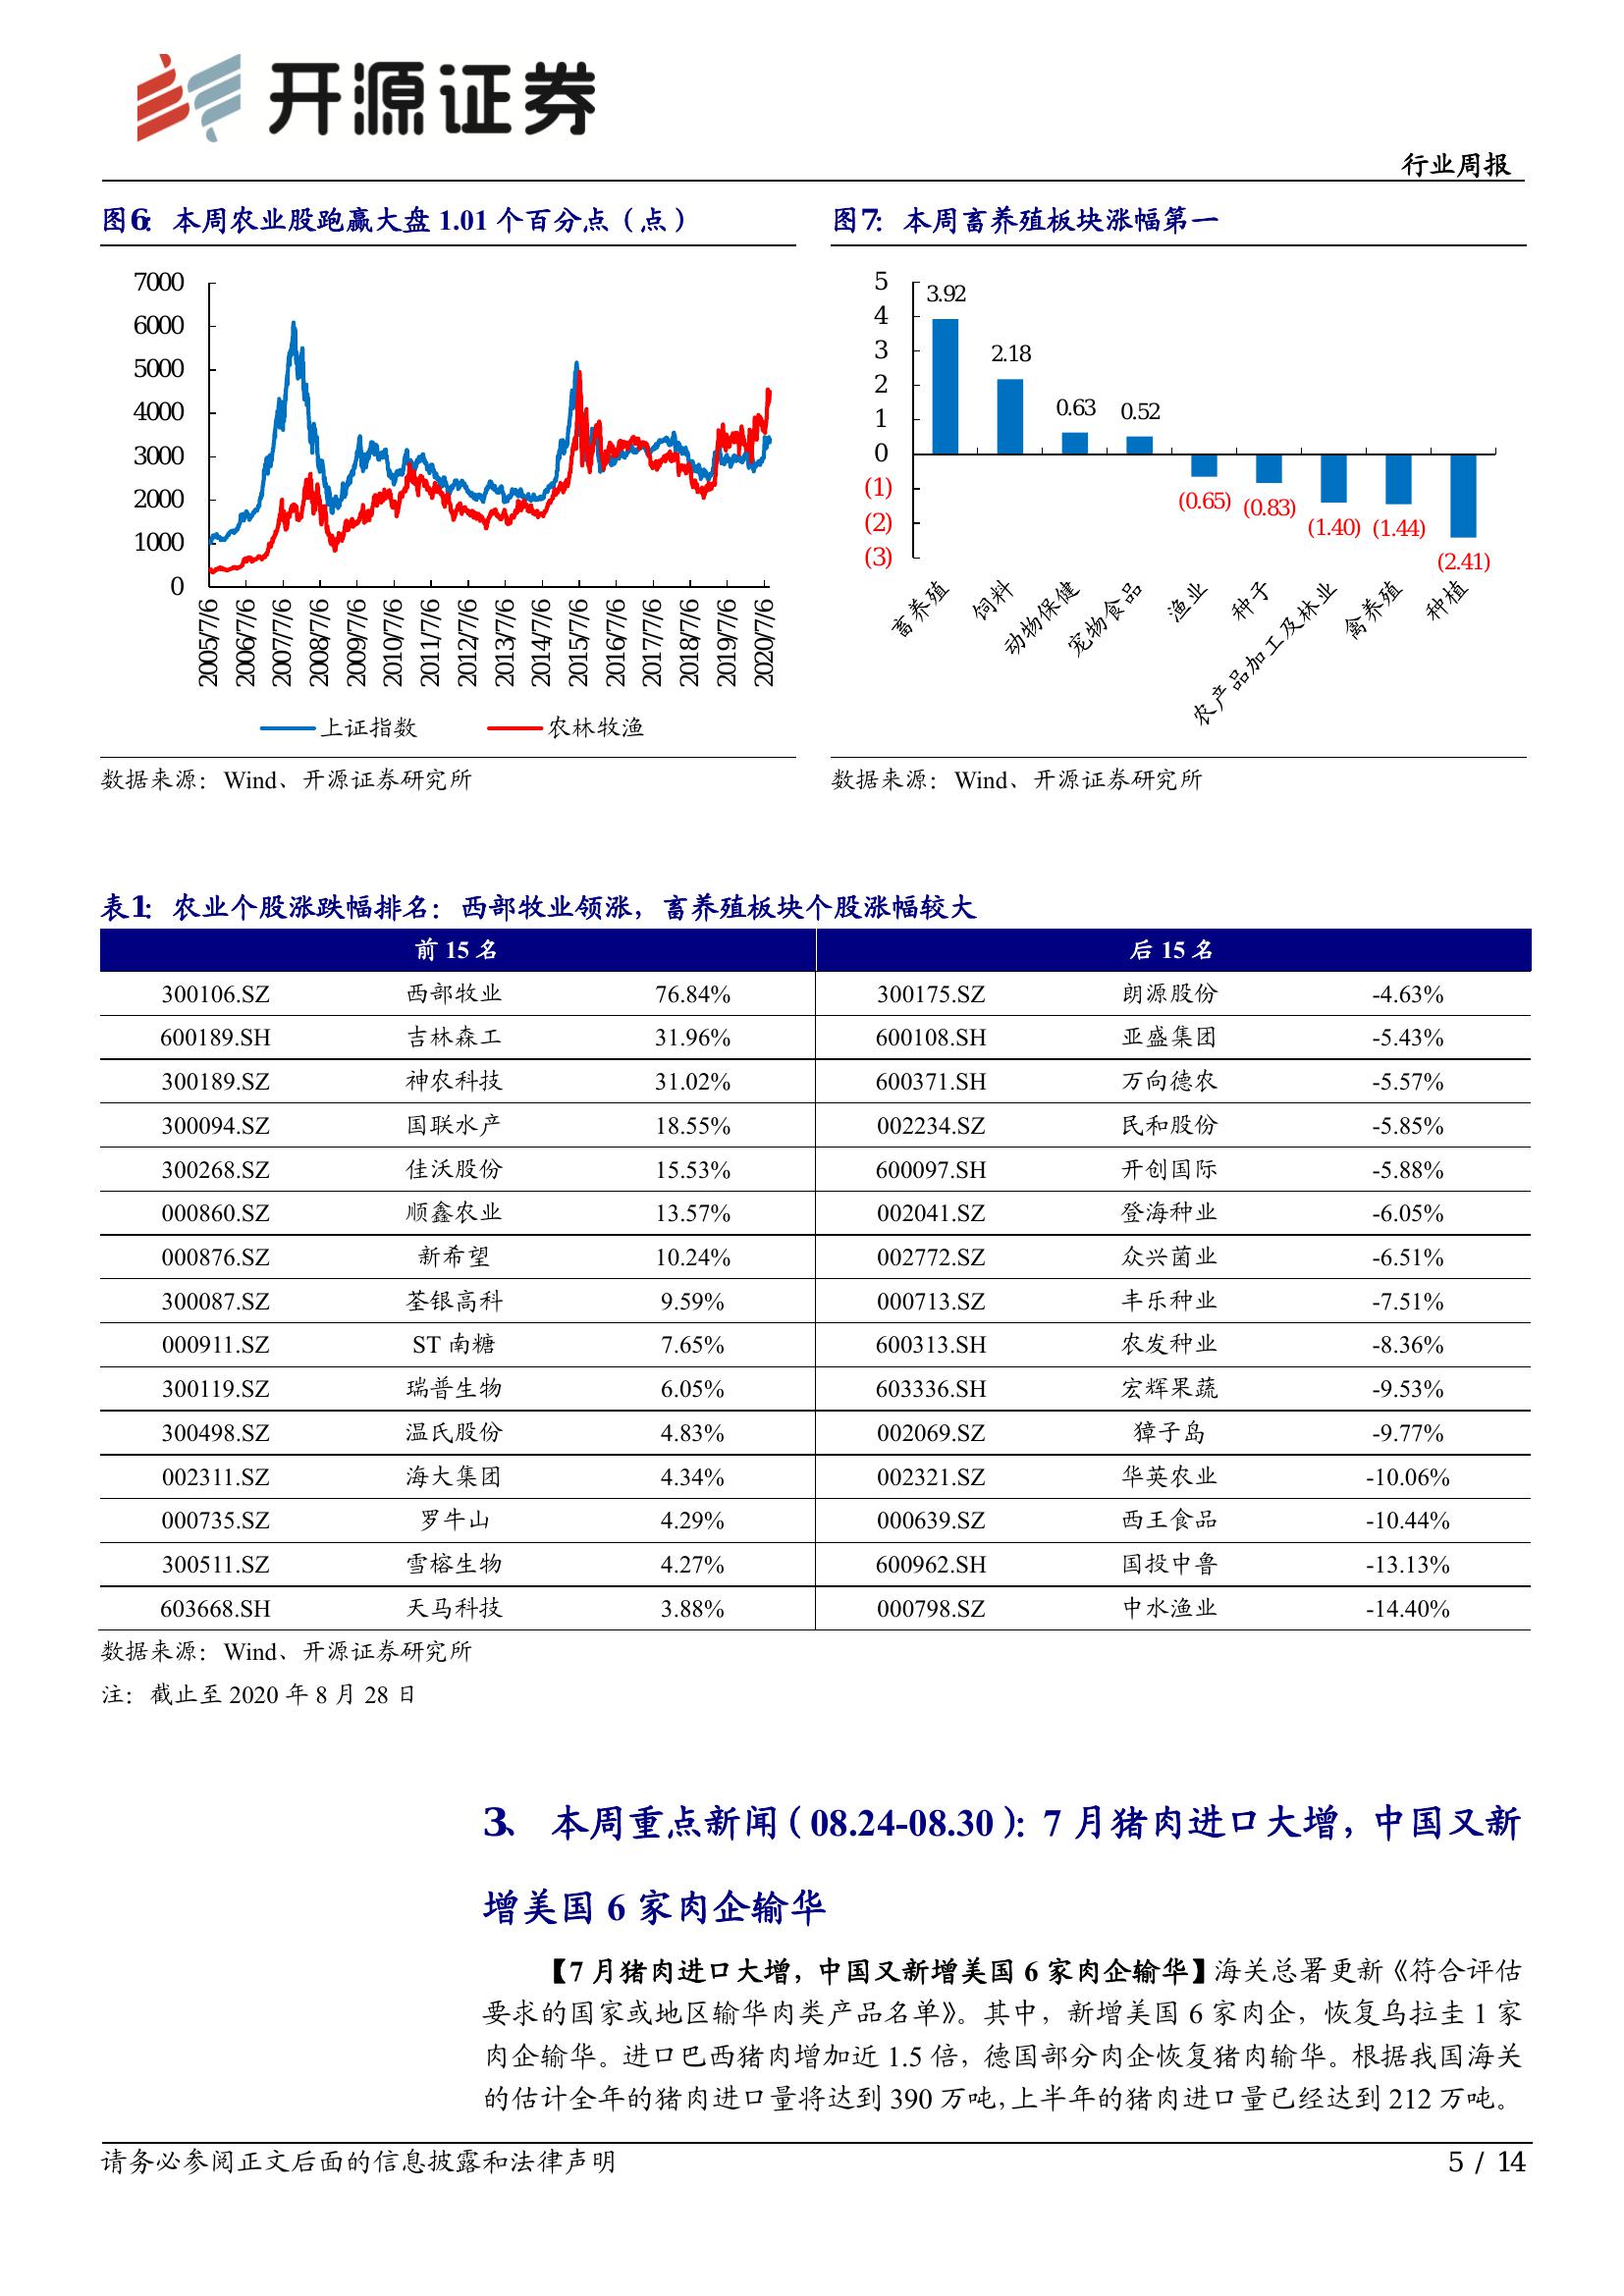 开源证券
行业周报
图6： 本周农业股跑赢大盘 1.01 个百分点（点）
7000
6000
5000
4000
3000
2000
1000
0
2005/7/6 2006/7/6 2007/7/6 2008/7/6 2009/7/6 2010/7/6 2011/7/6 2012/7/6 2013/7/6 2014/7/6 2015/7/6 2016/7/6 2017/7/6 2018/7/6 2019/7/6 2020/7/6
上证指数 农林牧渔
数据来源：Wind、开源证券研究所
图7： 本周畜养殖板块涨幅第一
5
4
3
2
1
0
(1)
(2)
(3)
3.92 2.18 0.63 0.52 (0.65) (0.83) (1.40) (1.44) (2.41)
畜养殖 饲料 动物保健 宠物食品 渔业 种子 农产品加工及林业 禽养殖 种植
数据来源：Wind、开源证券研究所
表1： 农业个股涨跌幅排名：西部牧业领涨，畜养殖板块个股涨幅较大
前 15 名 后 15 名
300106.SZ 西部牧业 76.84% 300175.SZ 朗源股份 -4.63%
600189.SH 吉林森工 31.96% 600108.SH 亚盛集团 -5.43%
300189.SZ 神农科技 31.02% 600371.SH 万向德农 -5.57%
300094.SZ 国联水产 18.55% 002234.SZ 民和股份 -5.85%
300268.SZ 佳沃股份 15.53% 600097.SH 开创国际 -5.88%
000860.SZ 顺鑫农业 13.57% 002041.SZ 登海种业 -6.05%
000876.SZ 新希望 10.24% 002772.SZ 众兴菌业 -6.51%
300087.SZ 荃银高科 9.59% 000713.SZ 丰乐种业 -7.51%
000911.SZ ST 南糖 7.65% 600313.SH 农发种业 -8.36%
300119.SZ 瑞普生物 6.05% 603336.SH 宏辉果蔬 -9.53%
300498.SZ 温氏股份 4.83% 002069.SZ 獐子岛 -9.77%
002311.SZ 海大集团 4.34% 002321.SZ 华英农业 -10.06%
000735.SZ 罗牛山 4.29% 000639.SZ 西王食品 -10.44%
300511.SZ 雪榕生物 4.27% 600962.SH 国投中鲁 -13.13%
603668.SH 天马科技 3.88% 000798.SZ 中水渔业 -14.40%
数据来源：Wind、开源证券研究所
注：截止至 2020 年 8 月 28 日
3、 本周重点新闻（08.24-08.30）：7 月猪肉进口大增，中国又新
增美国 6 家肉企输华
【7 月猪肉进口大增，中国又新增美国 6 家肉企输华】海关总署更新《符合评估
要求的国家或地区输华肉类产品名单》。其中，新增美国 6 家肉企，恢复乌拉圭 1 家
肉企输华。进口巴西猪肉增加近 1.5 倍，德国部分肉企恢复猪肉输华。根据我国海关
的估计全年的猪肉进口量将达到 390 万吨，上半年的猪肉进口量已经达到 212 万吨。
请务必参阅正文后面的信息披露和法律声明 5 / 14